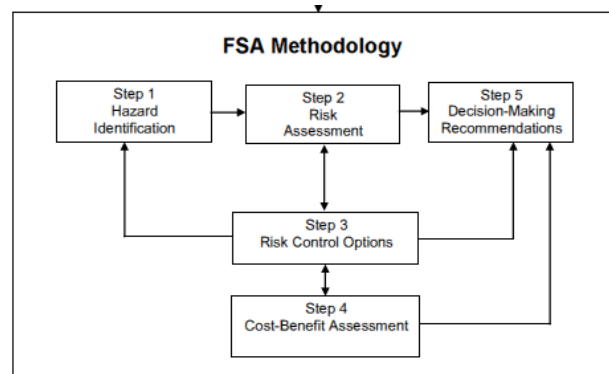 FSA Methodology
Step 1
Hazard
Identification
Step 2
Risk
Assessment
Step 5
Decision-Making
Recommendations
Step 3
Risk Control Options
Step 4
Cost-Benefit Assessment